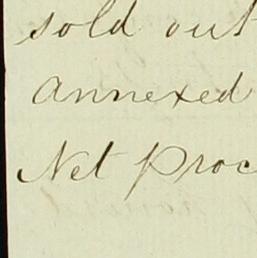 sold out
annexed
Net Proc